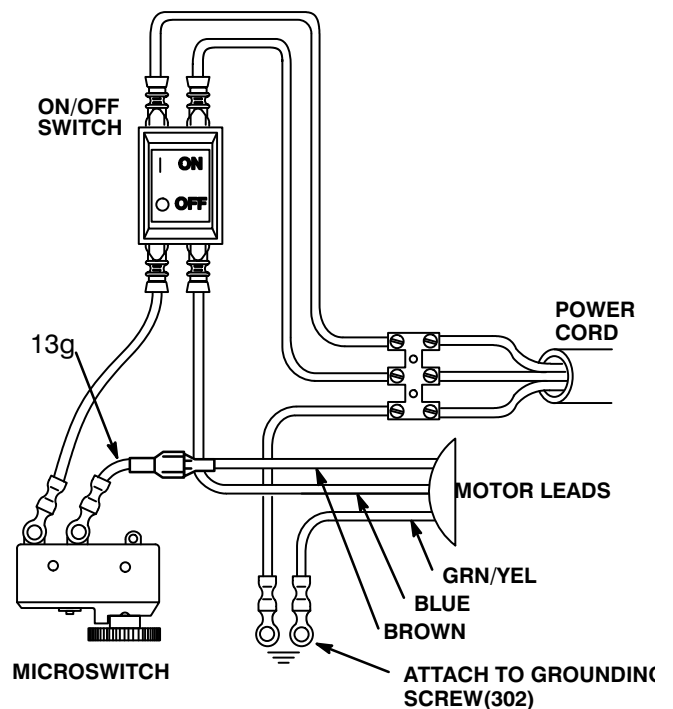 ON/OFF
SWITCH
| ON
OFF
POWER
CORD
13g
MOTOR LEADS
GRN/YEL
BLUE
BROWN
MICROSWITCH
ATTACH TO GROUNDING
SCREW(302)